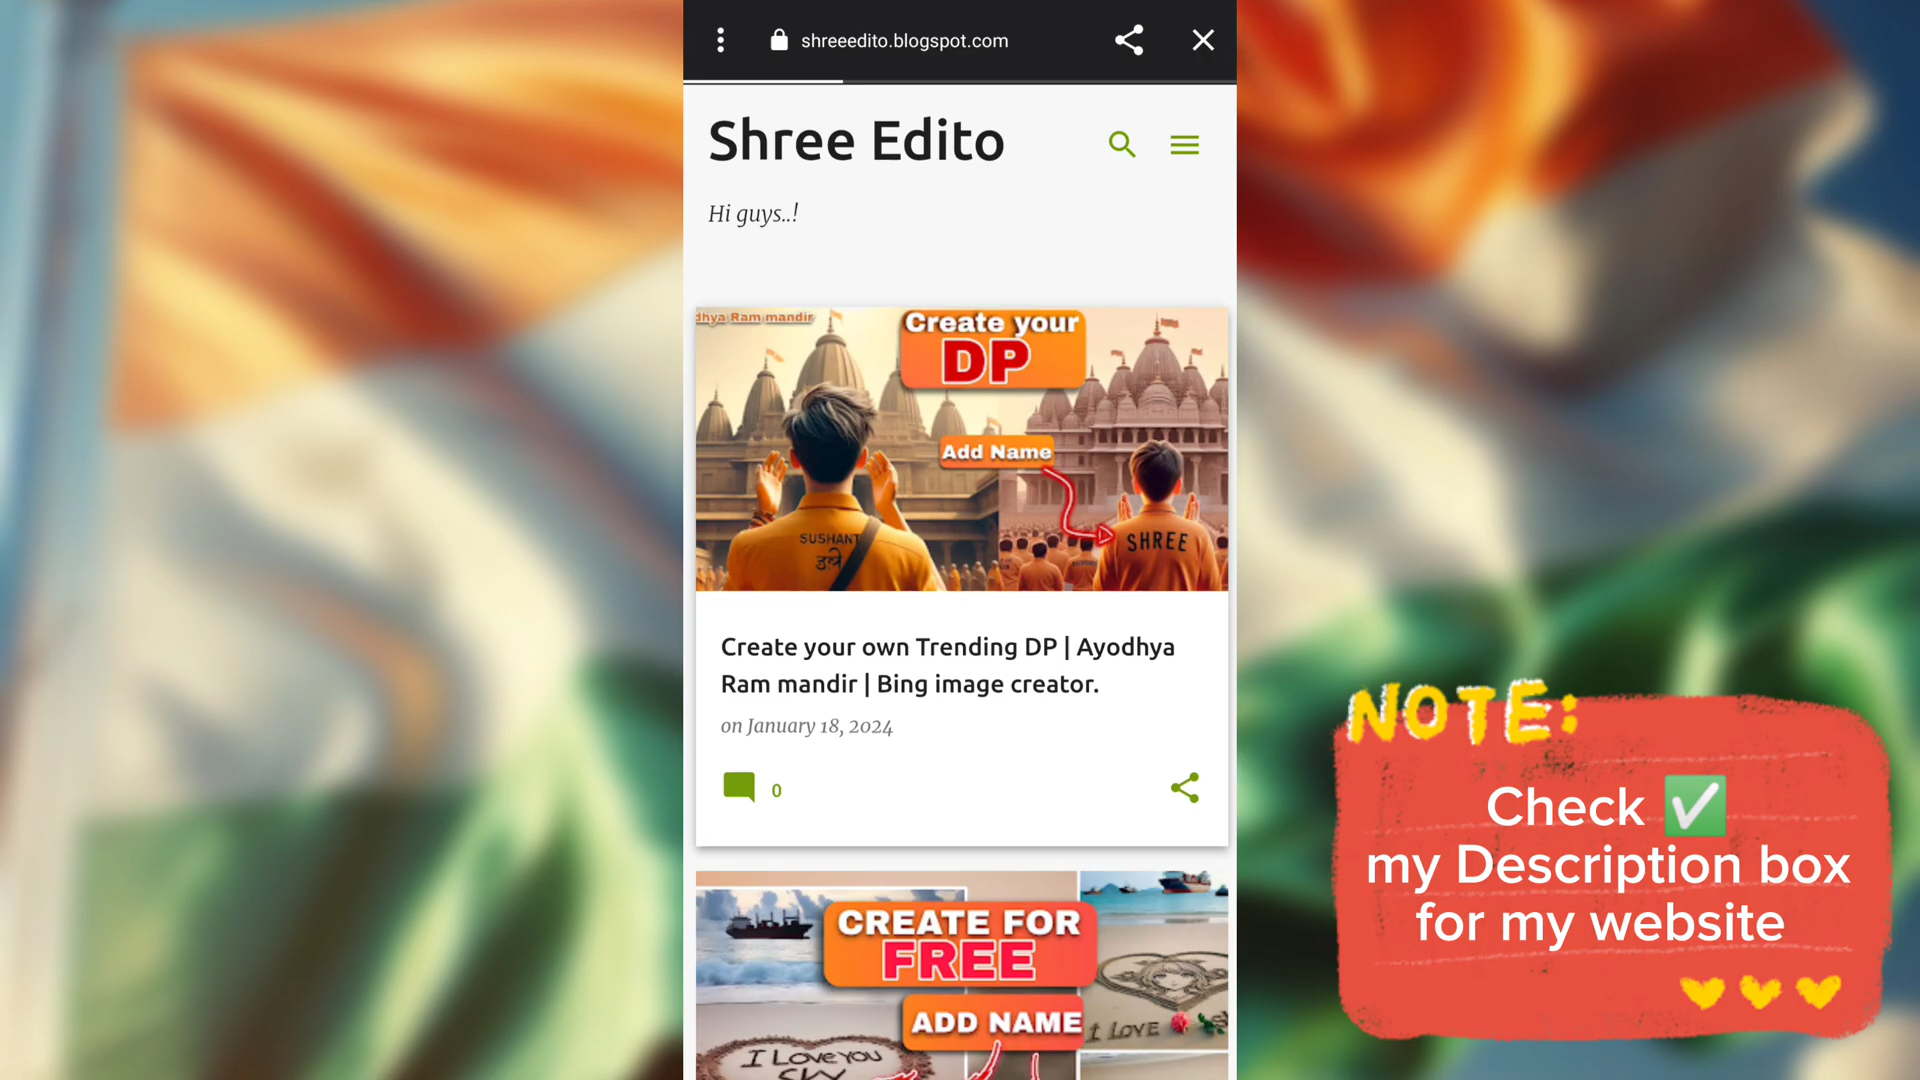 shreeedito.blogspot.com
Shree Edito
Hi guys..!
dhya Ram mandir
Create your
DP
Add Name
SUSHANT
SHREE
Create your own Trending DP | Ayodhya
Ram mandir | Bing image creator.
on January 18, 2024
0
CREATE FOR
FREE
ADD NAME
I LOVE
I LOVE YOU
SKY
NOTE:
Check ✅
my Description box
for my website